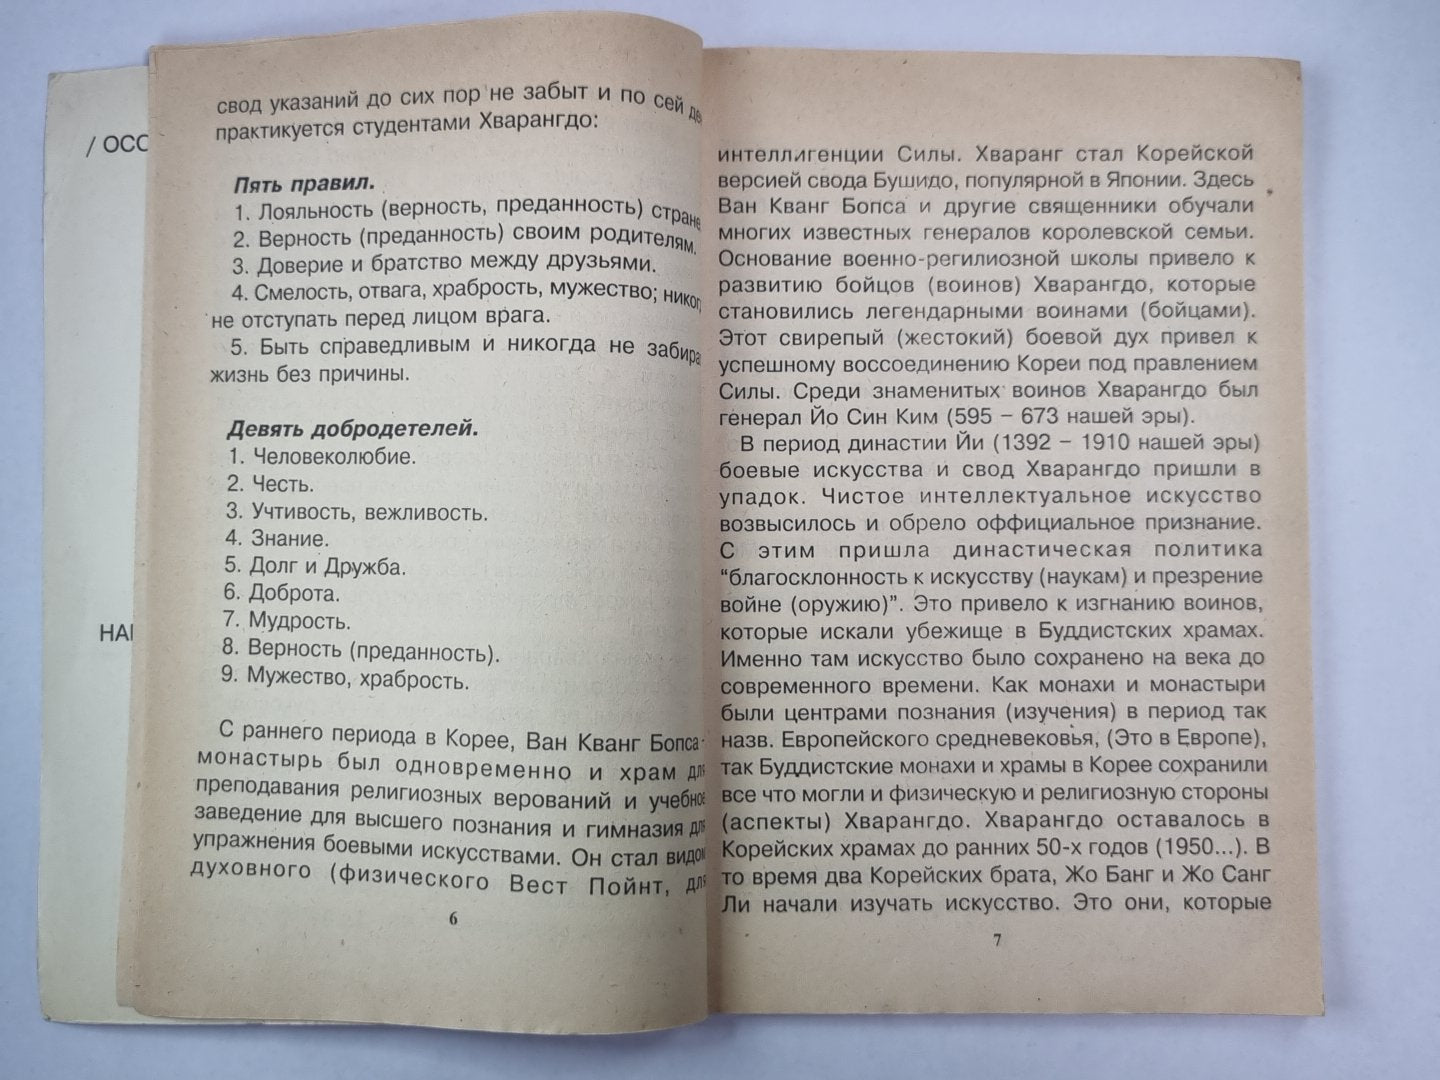 / ОСС
НАІ
свод указаний до сих пор не забыт и по сей де
практикуется студентами Хварангдо:
Пять правил.
1. Лояльность (верность, преданность) стране
2. Верность (преданность) своим родителям.
3. Доверие и братство между друзьями.
4. Смелость, отвага, храбрость, мужество; никог
не отступать перед лицом врага.
5. Быть справедливым и никогда не забира
жизнь без причины.
Девять добродетелей.
1. Человеколюбие.
2. Честь.
3. Учтивость, вежливость.
4. Знание.
5. Долг и Дружба.
6. Доброта.
7. Мудрость.
8. Верность (преданность).
9. Мужество, храбрость.
С раннего периода в Корее, Ван Кванг Бопса -
монастырь был одновременно и храм для
преподавания религиозных верований и учебное
заведение для высшего познания и гимназия для
упражнения боевыми искусствами. Он стал видом
духовного (физического Вест Пойнт, для
6
интеллигенции Силы. Хваранг стал Корейской
версией свода Бушидо, популярной в Японии. Здесь
Ван Кванг Бопса и другие священники обучали
многих известных генералов королевской семьи.
Основание военно-регилиозной школы привело к
развитию бойцов (воинов) Хварангдо, которые
становились легендарными воинами (бойцами).
Этот свирепый (жестокий) боевой дух привел к
успешному воссоединению Кореи под правлением
Силы. Среди знаменитых воинов Хварангдо был
генерал Йо Син Ким (595 – 673 нашей эры).
В период династии Йи (1392 – 1910 нашей эры)
боевые искусства и свод Хварангдо пришли в
упадок. Чистое интеллектуальное искусство
возвысилось и обрело оффициальное признание.
С этим пришла династическая политика
“благосклонность к искусству (наукам) и презрение
войне (оружию)”. Это привело к изгнанию воинов,
которые искали убежище в Буддистских храмах.
Именно там искусство было сохранено на века до
современного времени. Как монахи и монастыри
были центрами познания (изучения) в период так
назв. Европейского средневековья, (Это в Европе),
так Буддистские монахи и храмы в Корее сохранили
все что могли и физическую и религиозную стороны
(аспекты) Хварангдо. Хварангдо оставалось в
Корейских храмах до ранних 50-х годов (1950...). В
то время два Корейских брата, Жо Банг и Жо Санг
Ли начали изучать искусство. Это они, которые
7